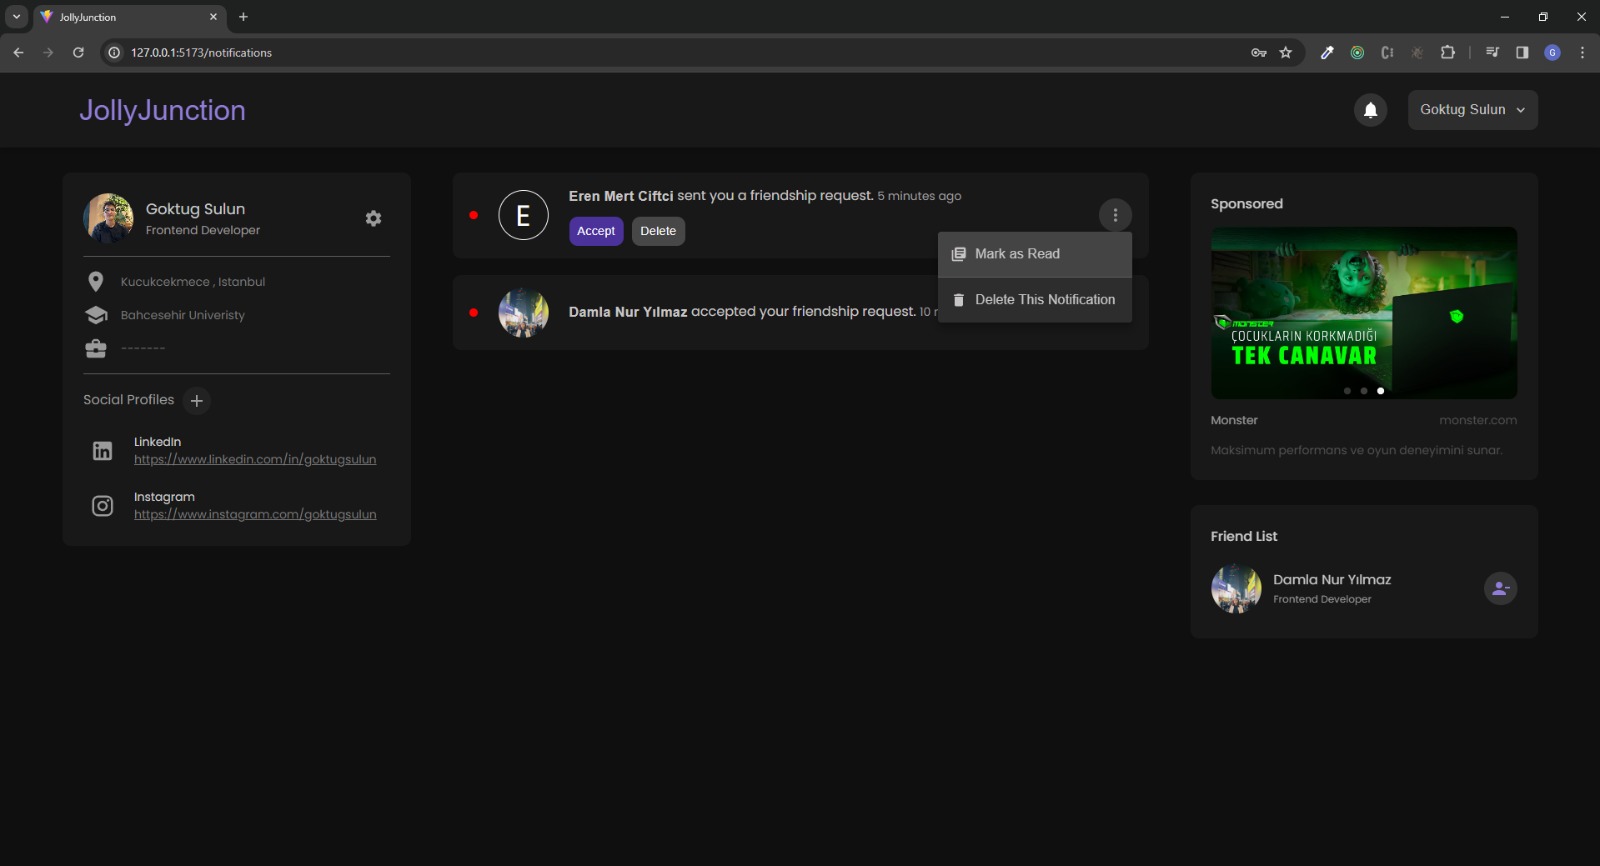 JollyJunction
127.0.0.1:5173/notifications
G
JollyJunction
Goktug Sulun
Goktug Sulun
Frontend Developer
Kucukcekmece , Istanbul
Bahcesehir Univeristy
-------
Social Profiles
LinkedIn
https://www.linkedin.com/in/goktugsulun
Instagram
https://www.instagram.com/goktugsulun
E
Eren Mert Ciftci sent you a friendship request. 5 minutes ago
Accept Delete
Mark as Read
Delete This Notification
Damla Nur Yılmaz accepted your friendship request. 10
Sponsored
MONSTER
ÇOCUKLARIN KORKMADIĞI
TEK CANAVAR
Monster monster.com
Maksimum performans ve oyun deneyimini sunar.
Friend List
Damla Nur Yılmaz
Frontend Developer